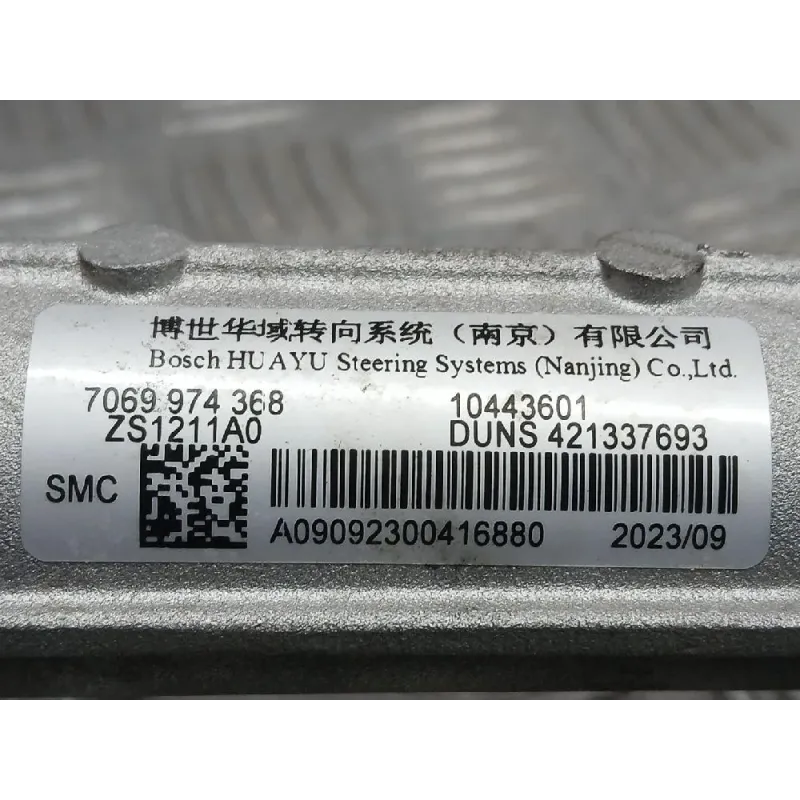 博世华域转向系统（南京）有限公司
Bosch HUAYU Steering Systems (Nanjing) Co.,Ltd.
7069 974 368 10443601
ZS1211A0 DUNS 421337693
SMC
A09092300416880 2023/09